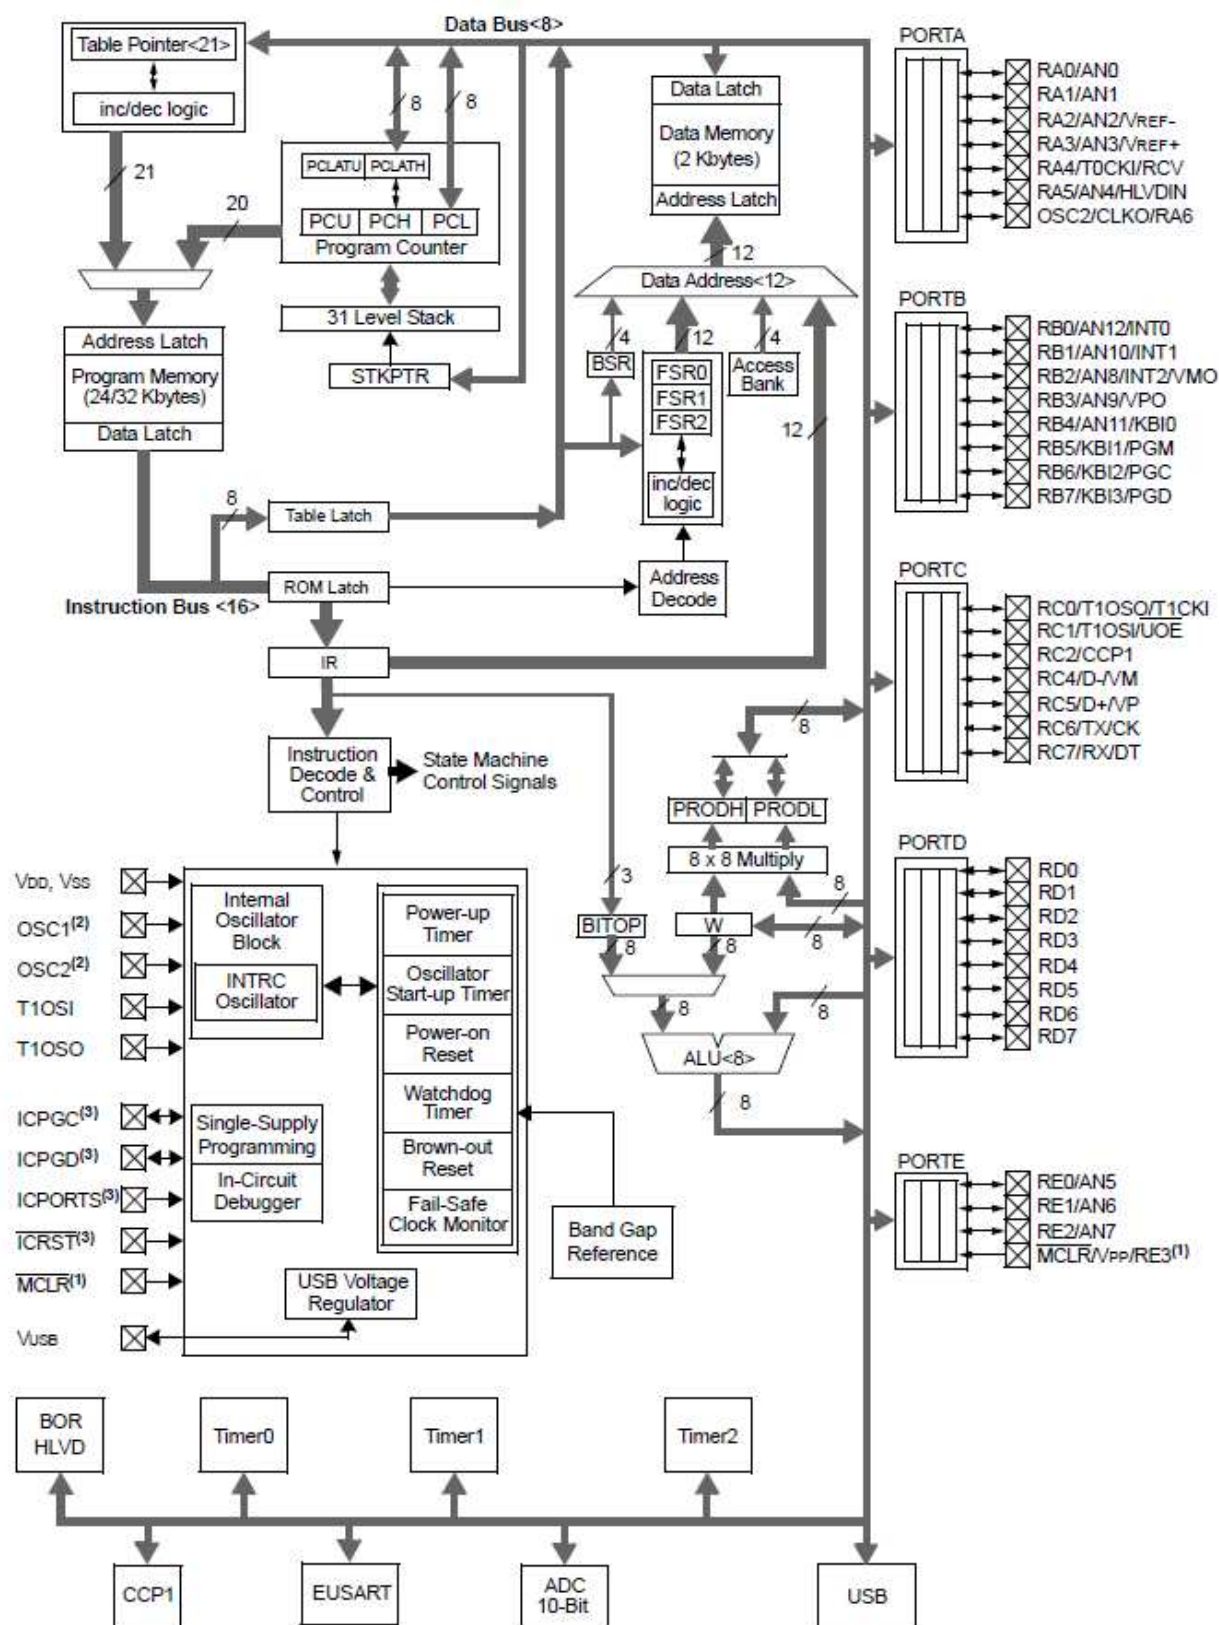 Data Bus<8>
Table Pointer<21>
inc/dec logic
21
20
8
8
PCLATU PCLATH
PCU PCH PCL
Program Counter
31 Level Stack
STKPTR
Address Latch
Program Memory
(24/32 Kbytes)
Data Latch
8
Table Latch
ROM Latch
Instruction Bus <16>
IR
Instruction
Decode &
Control
State Machine
Control Signals
Data Latch
Data Memory
(2 Kbytes)
Address Latch
12
Data Address<12>
4
12
4
BSR
FSR0
FSR1
FSR2
inc/dec
logic
Access
Bank
12
Address
Decode
8
PRODH PRODL
8 x 8 Multiply
3
8
BITOP
W
8
8
8
8
8
ALU<8>
8
VDD, VSS
OSC1(2)
OSC2(2)
T1OSI
T1OSO
ICPGC(3)
ICPGD(3)
ICPORTS(3)
ICRST(3)
MCLR(1)
VUSB
Internal
Oscillator
Block
INTRC
Oscillator
Single-Supply
Programming
In-Circuit
Debugger
Power-up
Timer
Oscillator
Start-up Timer
Power-on
Reset
Watchdog
Timer
Brown-out
Reset
Fail-Safe
Clock Monitor
USB Voltage
Regulator
Band Gap
Reference
PORTA
RA0/AN0
RA1/AN1
RA2/AN2/VREF-
RA3/AN3/VREF+
RA4/T0CKI/RCV
RA5/AN4/HLVDIN
OSC2/CLKO/RA6
PORTB
RB0/AN12/INT0
RB1/AN10/INT1
RB2/AN8/INT2/VMO
RB3/AN9/VPO
RB4/AN11/KBI0
RB5/KBI1/PGM
RB6/KBI2/PGC
RB7/KBI3/PGD
PORTC
RC0/T1OSO/T1CKI
RC1/T1OSI/UOE
RC2/CCP1
RC4/D-/VM
RC5/D+/VP
RC6/TX/CK
RC7/RX/DT
PORTD
RD0
RD1
RD2
RD3
RD4
RD5
RD6
RD7
PORTE
RE0/AN5
RE1/AN6
RE2/AN7
MCLR/VPP/RE3(1)
BOR
HLVD
Timer0
Timer1
Timer2
CCP1
EUSART
ADC
10-Bit
USB